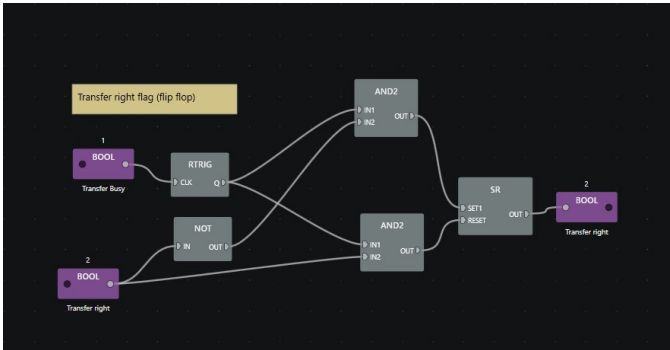 Transfer right flag (flip flop)
AND2
IN1
IN2
OUT
1
BOOL
Transfer Busy
RTRIG
CLK
Q
NOT
IN
OUT
2
BOOL
Transfer right
AND2
IN1
IN2
OUT
SR
SET1
RESET
OUT
2
BOOL
Transfer right